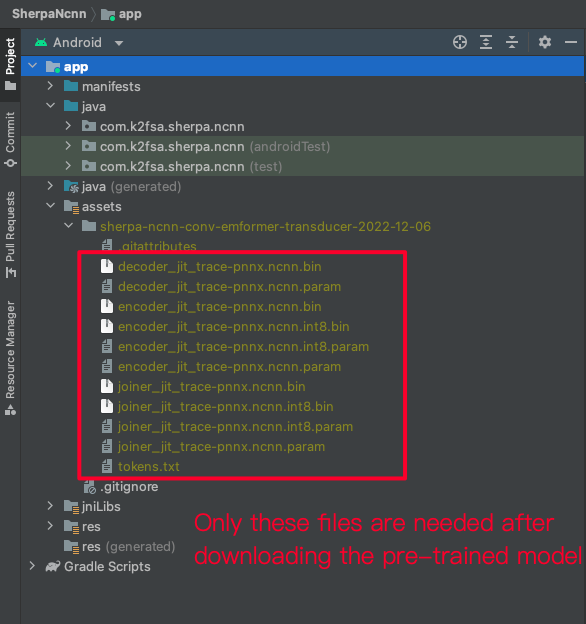 SherpaNcnn
app
Project
Commit
Pull Requests
Resource Manager
Android
app
manifests
java
com.k2fsa.sherpa.ncnn
com.k2fsa.sherpa.ncnn (androidTest)
com.k2fsa.sherpa.ncnn (test)
java (generated)
assets
sherpa-ncnn-conv-emformer-transducer-2022-12-06
.gitattributes
decoder_jit_trace-pnnx.ncnn.bin
decoder_jit_trace-pnnx.ncnn.param
encoder_jit_trace-pnnx.ncnn.bin
encoder_jit_trace-pnnx.ncnn.int8.bin
encoder_jit_trace-pnnx.ncnn.int8.param
encoder_jit_trace-pnnx.ncnn.param
joiner_jit_trace-pnnx.ncnn.bin
joiner_jit_trace-pnnx.ncnn.int8.bin
joiner_jit_trace-pnnx.ncnn.int8.param
joiner_jit_trace-pnnx.ncnn.param
tokens.txt
.gitignore
jniLibs
res
res (generated)
Gradle Scripts
Only these files are needed after
downloading the pre-trained model